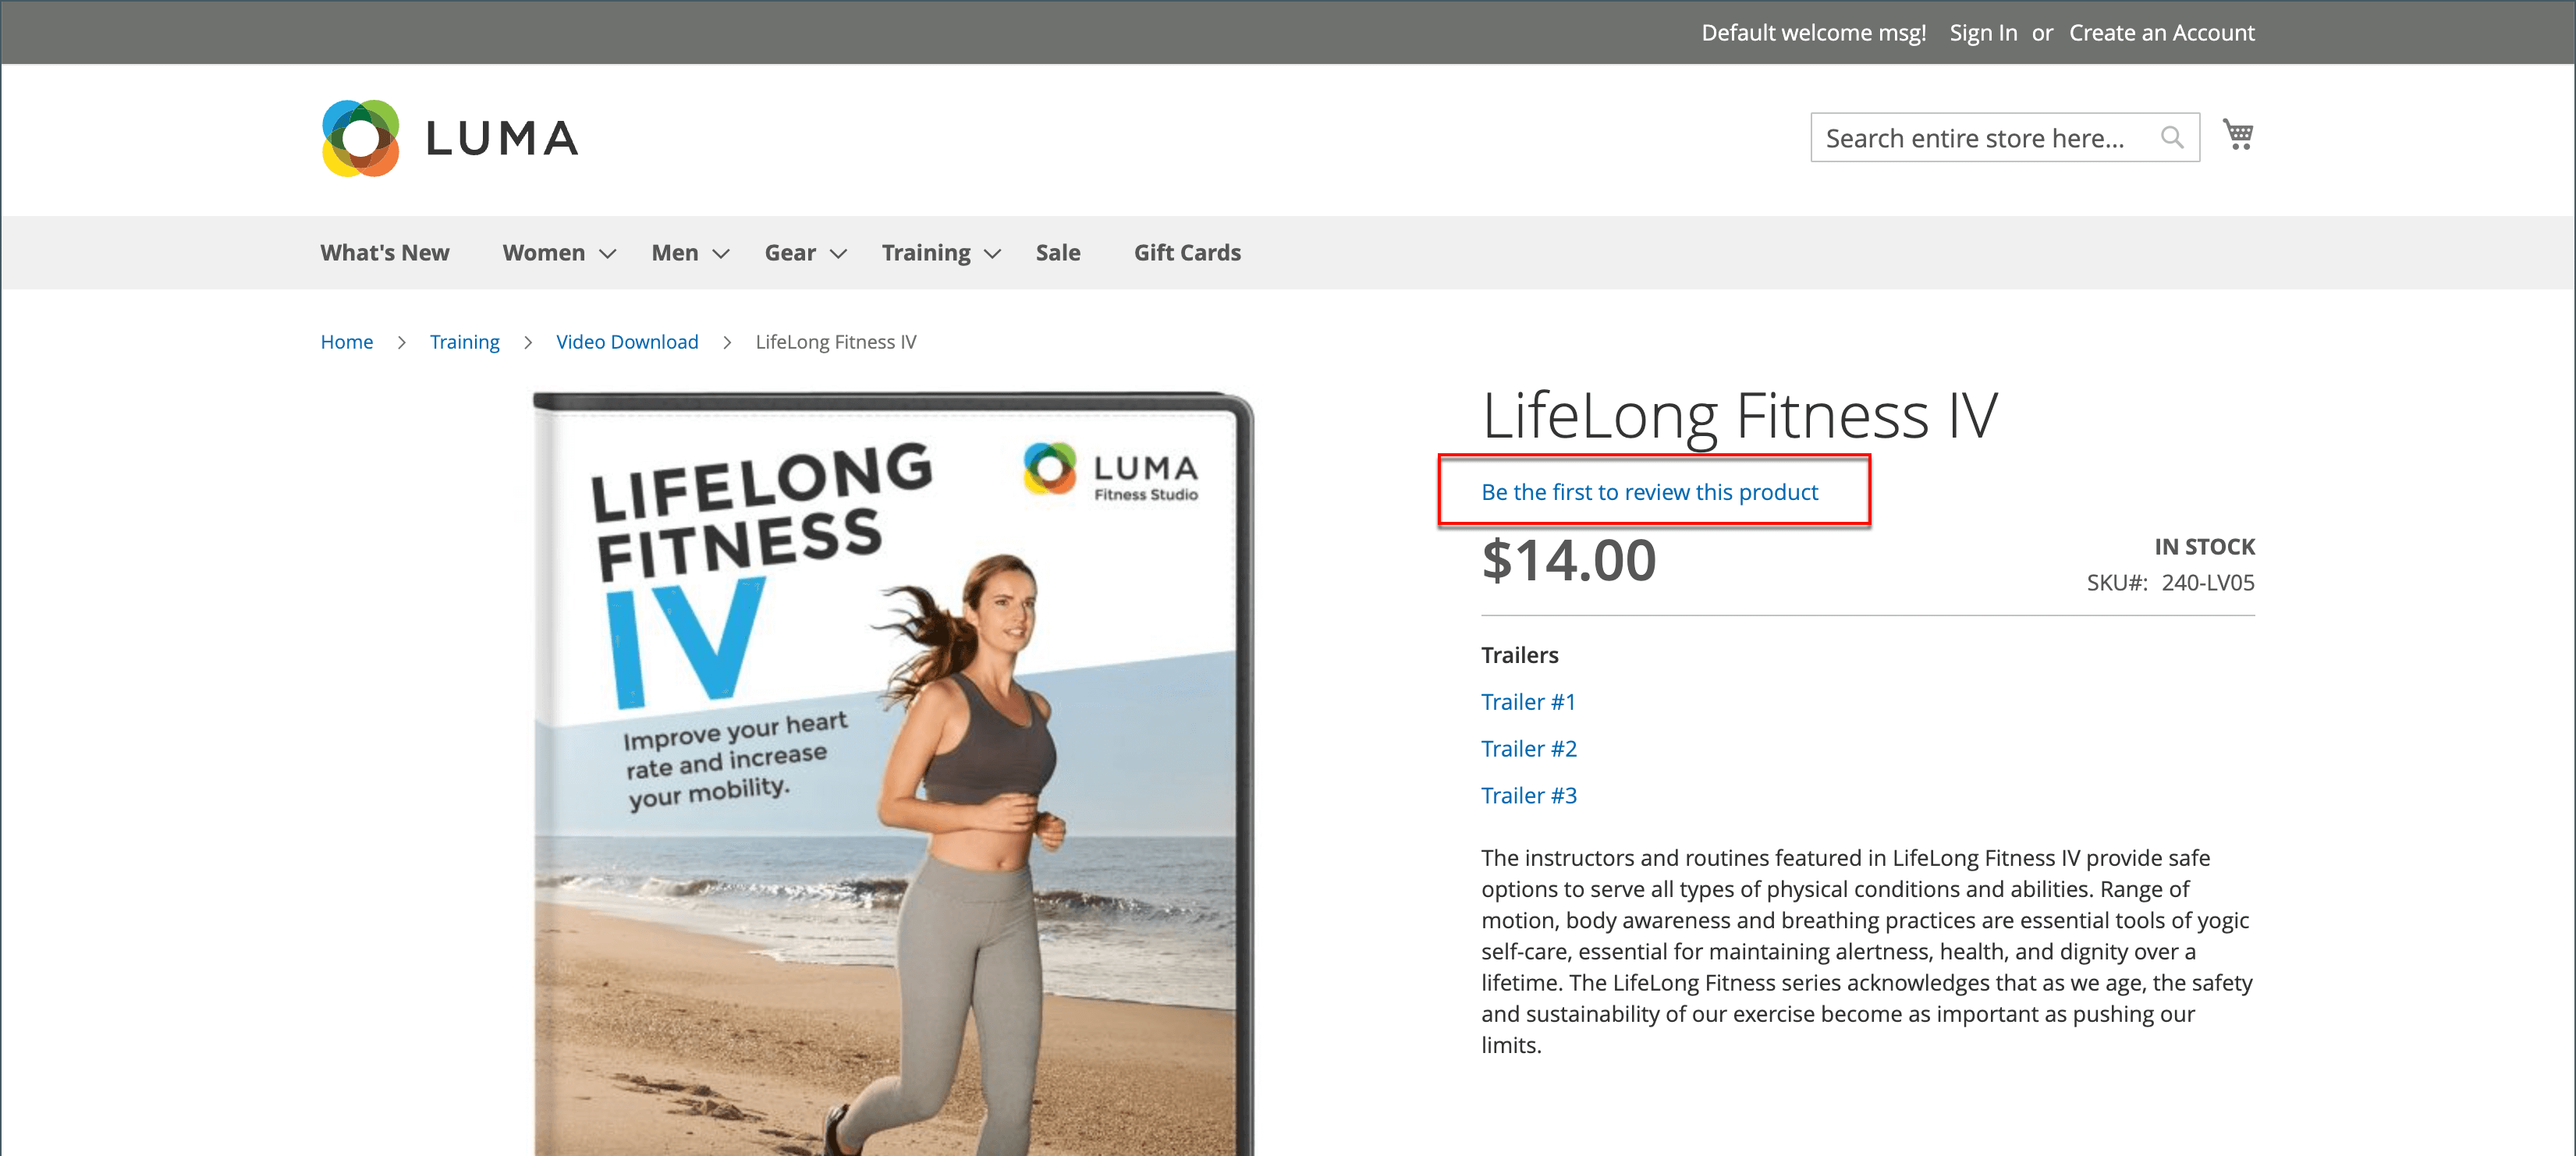 Default welcome msg! Sign In or Create an Account
LUMA
Search entire store here...
What's New Women Men Gear Training Sale Gift Cards
Home > Training > Video Download > LifeLong Fitness IV
LIFELONG
FITNESS
IV
LUMA
Fitness Studio
Improve your heart
rate and increase
your mobility.
LifeLong Fitness IV
Be the first to review this product
$14.00
IN STOCK
SKU#: 240-LV05
Trailers
Trailer #1
Trailer #2
Trailer #3
The instructors and routines featured in LifeLong Fitness IV provide safe
options to serve all types of physical conditions and abilities. Range of
motion, body awareness and breathing practices are essential tools of yogic
self-care, essential for maintaining alertness, health, and dignity over a
lifetime. The LifeLong Fitness series acknowledges that as we age, the safety
and sustainability of our exercise become as important as pushing our
limits.